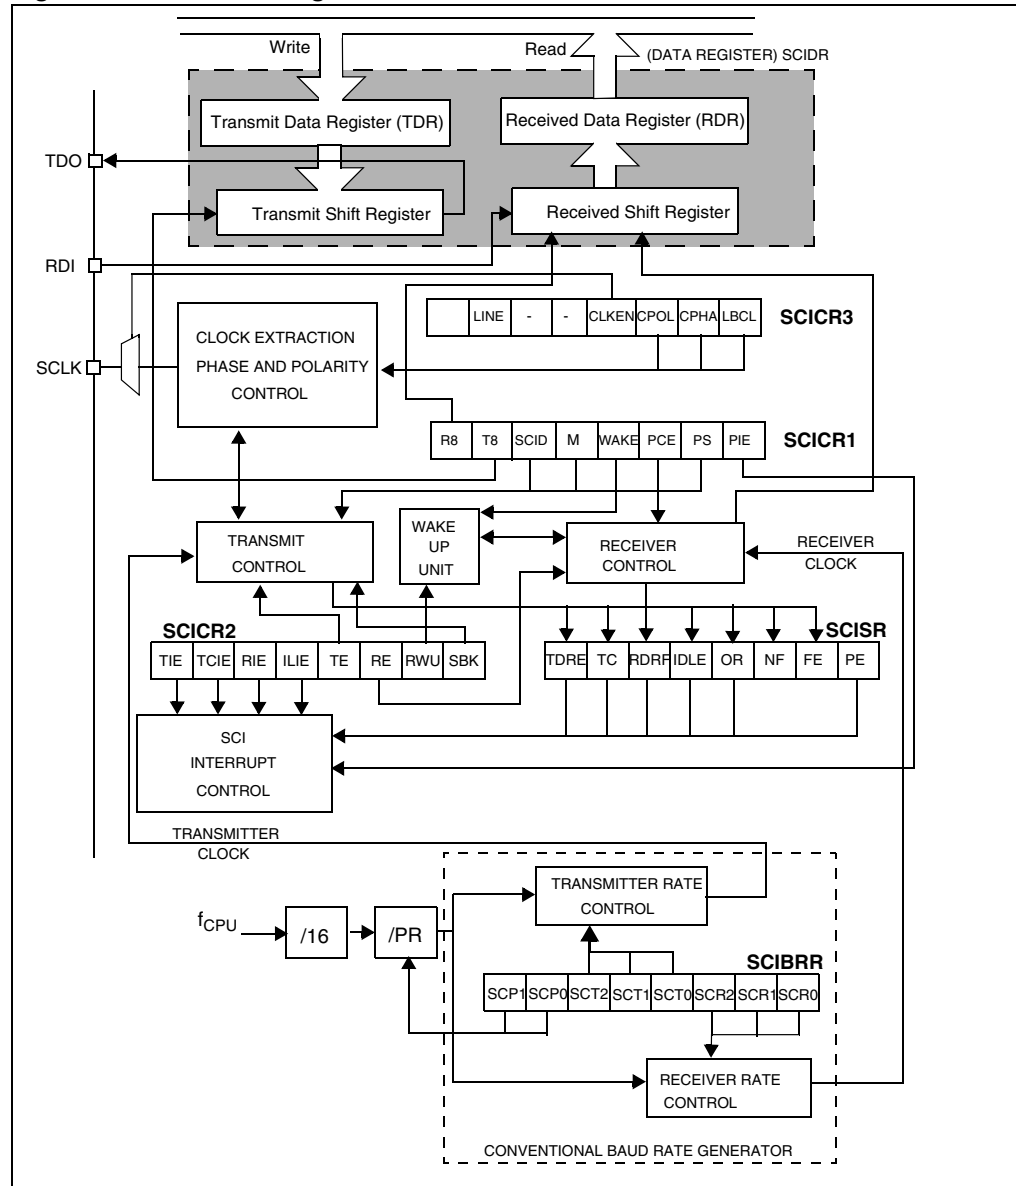 Write
Read
(DATA REGISTER) SCIDR
Transmit Data Register (TDR)
Received Data Register (RDR)
TDO
Transmit Shift Register
Received Shift Register
RDI
LINE - - CLKEN CPOL CPHA LBCL
SCICR3
CLOCK EXTRACTION
PHASE AND POLARITY
CONTROL
SCLK
R8 T8 SCID M WAKE PCE PS PIE
SCICR1
TRANSMIT
CONTROL
WAKE
UP
UNIT
RECEIVER
CONTROL
RECEIVER
CLOCK
SCICR2
SCISR
TIE TCIE RIE ILIE TE RE RWU SBK
TDRE TC RDRF IDLE OR NF FE PE
SCI
INTERRUPT
CONTROL
TRANSMITTER
CLOCK
TRANSMITTER RATE
CONTROL
fCPU
/16
/PR
SCIBRR
SCP1 SCP0 SCT2 SCT1 SCT0 SCR2 SCR1 SCR0
RECEIVER RATE
CONTROL
CONVENTIONAL BAUD RATE GENERATOR